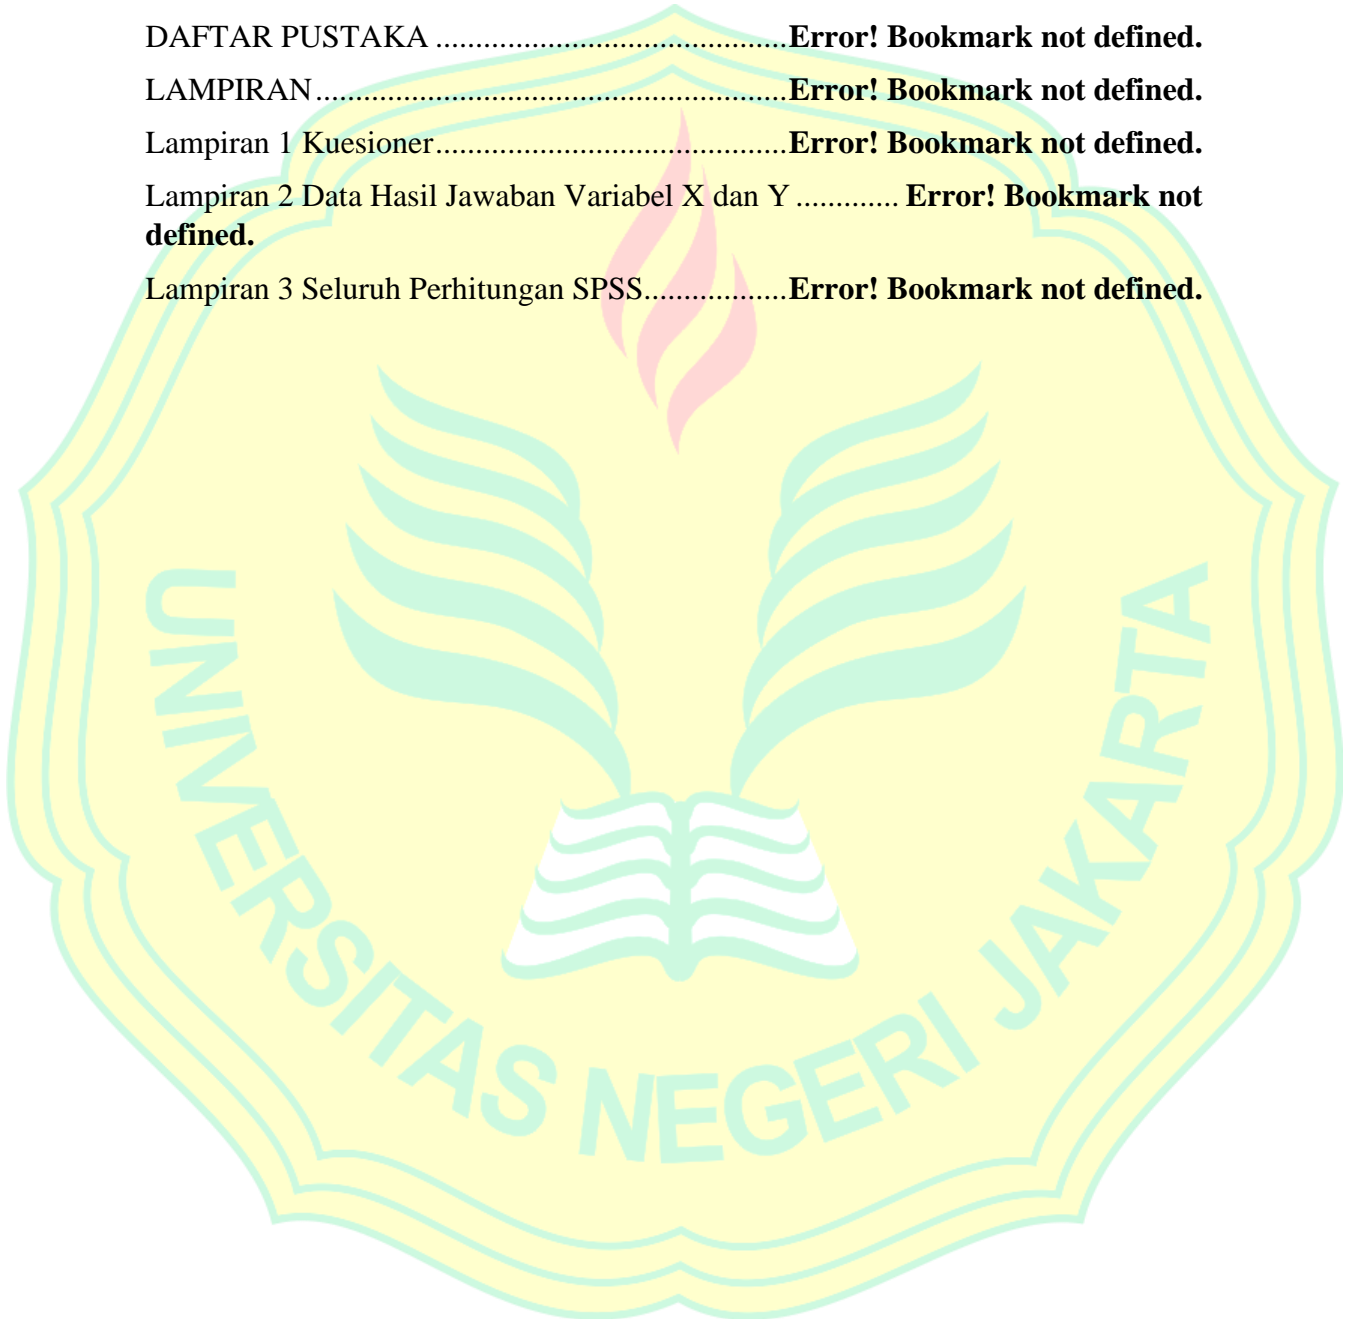 DAFTAR PUSTAKA ............................................Error! Bookmark not defined.
LAMPIRAN...........................................................Error! Bookmark not defined.
Lampiran 1 Kuesioner............................................Error! Bookmark not defined.
Lampiran 2 Data Hasil Jawaban Variabel X dan Y ............. Error! Bookmark not
defined.
Lampiran 3 Seluruh Perhitungan SPSS..................Error! Bookmark not defined.
UNIVERSITAS NEGERI JAKARTA